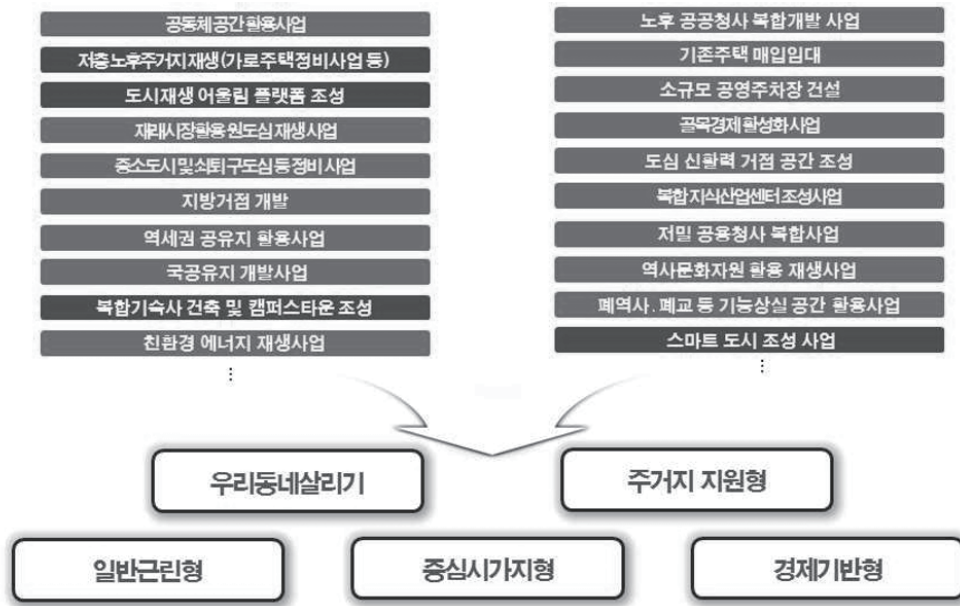 공동체 공간 활용사업
저층 노후주거지 재생 (가로주택정비사업 등)
도시재생 어울림 플랫폼 조성
재래시장활용 원도심 재생사업
중소도시 및 쇠퇴 구도심 등 정비 사업
지방거점 개발
역세권 공유지 활용사업
국공유지 개발사업
복합기숙사 건축 및 캠퍼스타운 조성
친환경 에너지 재생사업
⋮
노후 공공청사 복합개발 사업
기존주택 매입임대
소규모 공영주차장 건설
골목경제 활성화 사업
도심 신활력 거점 공간 조성
복합 지식산업센터 조성사업
저밀 공용청사 복합사업
역사문화자원 활용 재생사업
폐역사. 폐교 등 기능상실 공간 활용사업
스마트 도시 조성 사업
⋮
우리동네살리기
주거지 지원형
일반근린형
중심시가지형
경제기반형